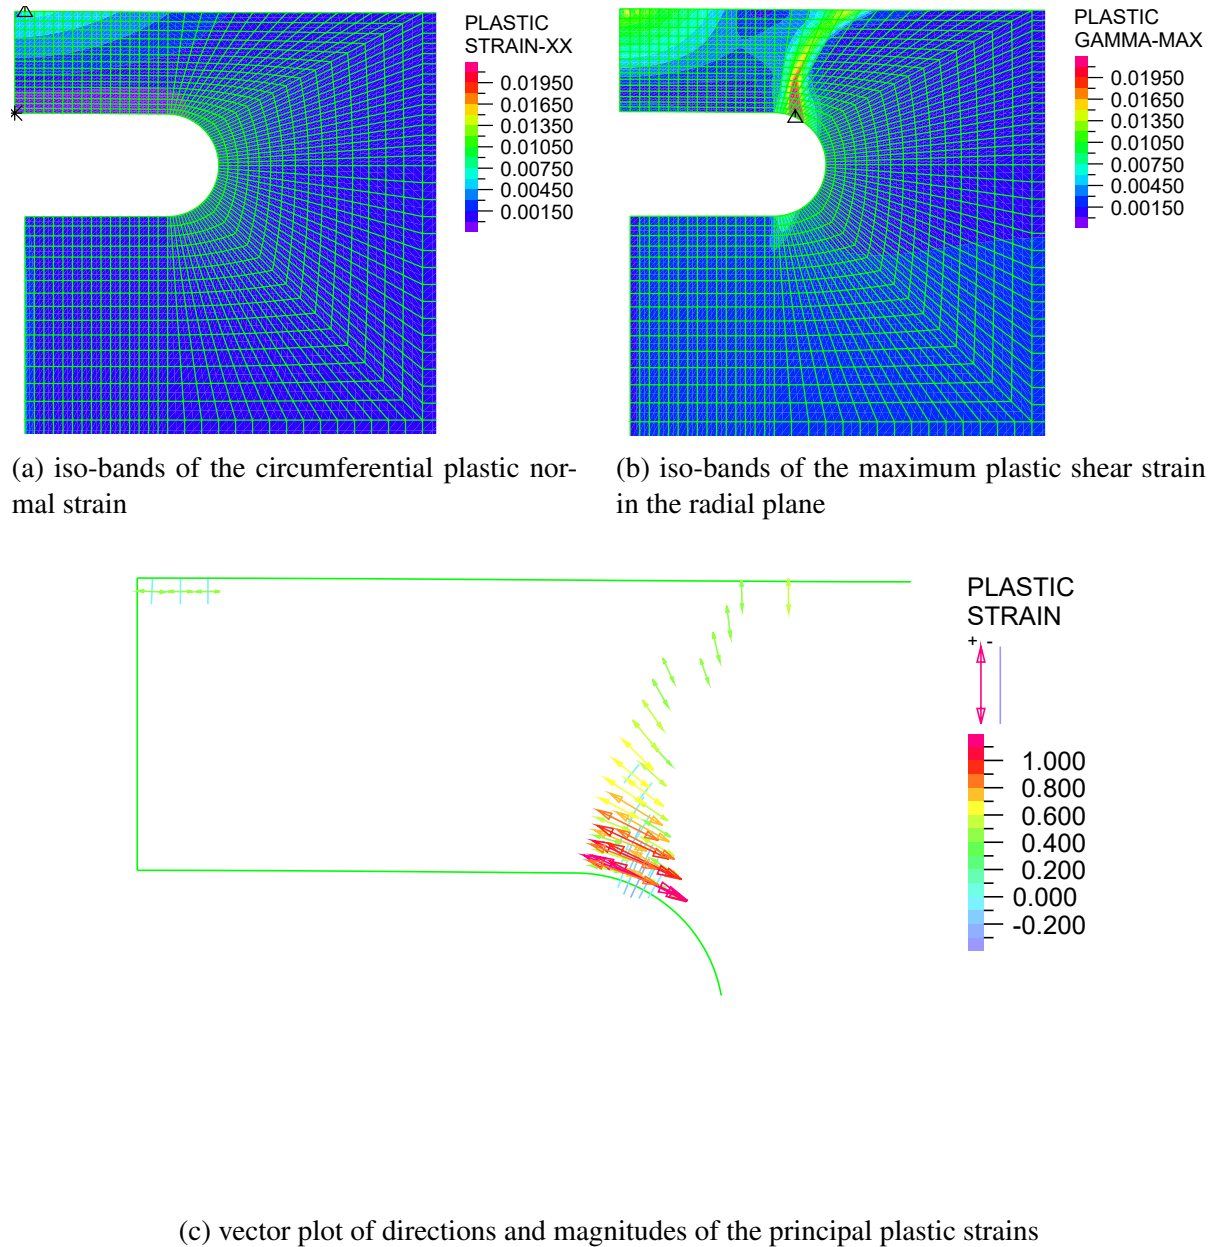 PLASTIC
STRAIN-XX
0.01950
0.01650
0.01350
0.01050
0.00750
0.00450
0.00150
PLASTIC
GAMMA-MAX
0.01950
0.01650
0.01350
0.01050
0.00750
0.00450
0.00150
(a) iso-bands of the circumferential plastic nor-
mal strain
(b) iso-bands of the maximum plastic shear strain
in the radial plane
PLASTIC
STRAIN
+ -
1.000
0.800
0.600
0.400
0.200
0.000
-0.200
(c) vector plot of directions and magnitudes of the principal plastic strains